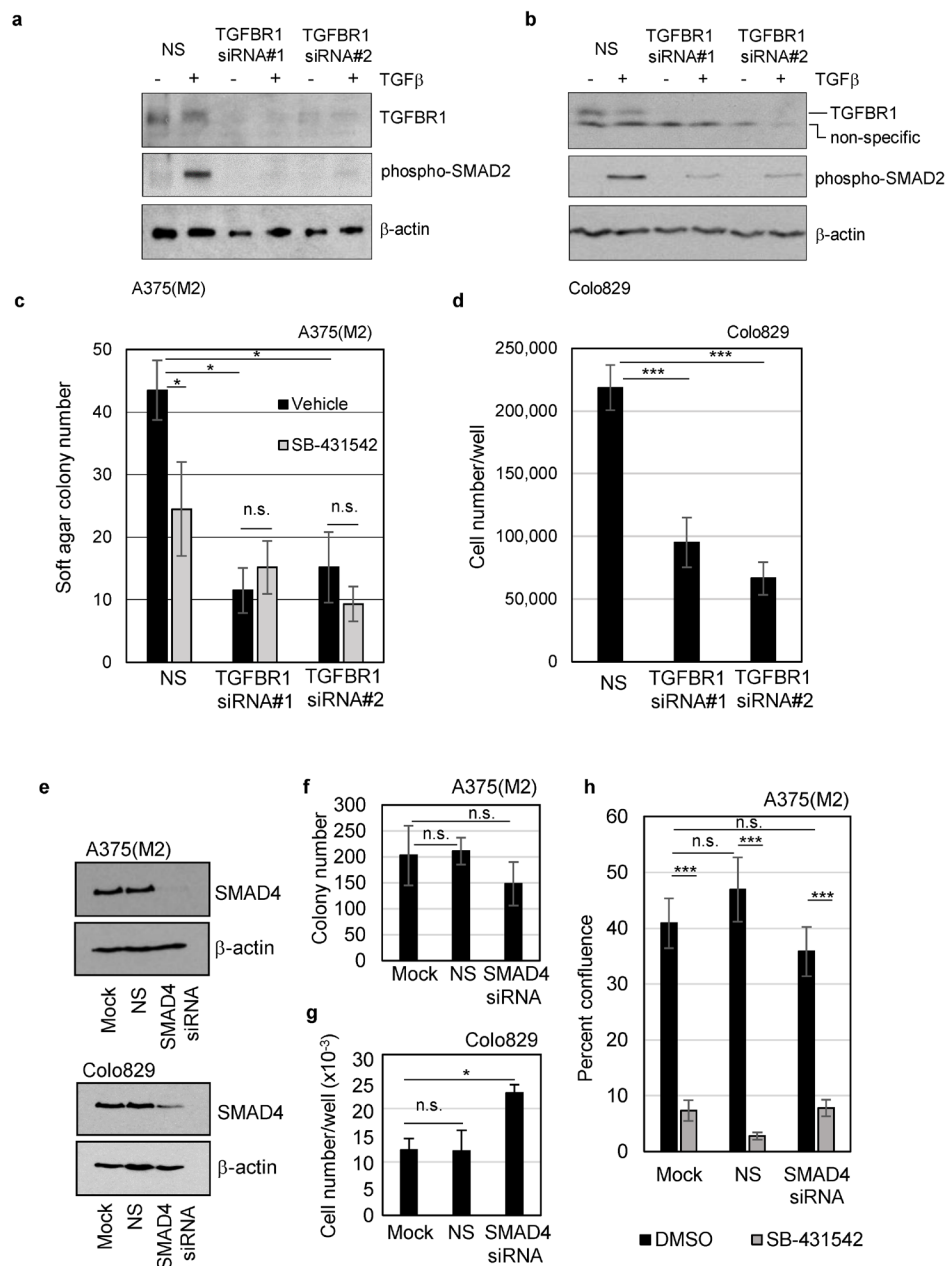 a
NS
TGFBR1
siRNA#1
TGFBR1
siRNA#2
- + - + - + TGFβ
TGFBR1
phospho-SMAD2
β-actin
A375(M2)
b
NS
TGFBR1
siRNA#1
TGFBR1
siRNA#2
- + - + - + TGFβ
TGFBR1
non-specific
phospho-SMAD2
β-actin
Colo829
c
A375(M2)
Soft agar colony number
50
40
30
20
10
0
*
*
*
n.s.
n.s.
Vehicle
SB-431542
NS
TGFBR1
siRNA#1
TGFBR1
siRNA#2
d
Colo829
Cell number/well
250,000
200,000
150,000
100,000
50,000
0
***
***
NS
TGFBR1
siRNA#1
TGFBR1
siRNA#2
e
A375(M2)
SMAD4
β-actin
Mock
NS
SMAD4
siRNA
Colo829
SMAD4
β-actin
Mock
NS
SMAD4
siRNA
f
A375(M2)
Colony number
300
250
200
150
100
50
0
n.s.
n.s.
Mock
NS
SMAD4
siRNA
g
Colo829
Cell number/well (x10⁻³)
30
25
20
15
10
5
0
*
n.s.
Mock
NS
SMAD4
siRNA
h
A375(M2)
Percent confluence
60
50
40
30
20
10
0
n.s.
n.s.
***
***
***
Mock
NS
SMAD4
siRNA
DMSO
SB-431542